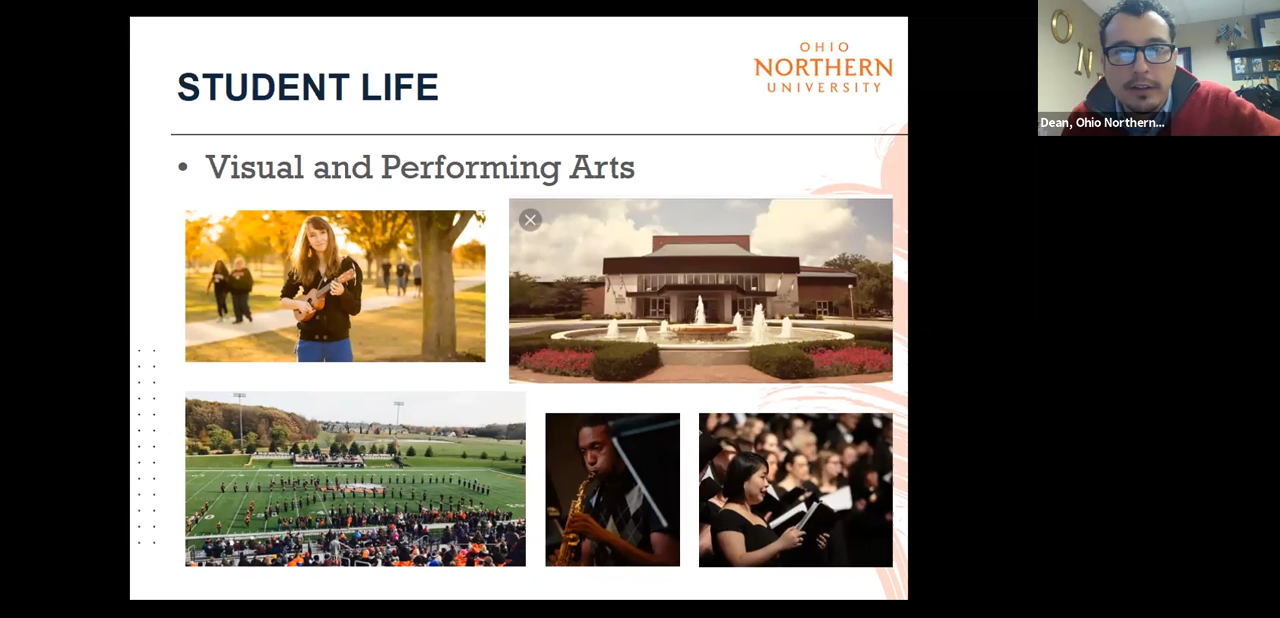 STUDENT LIFE
OHIO
NORTHERN
UNIVERSITY
• Visual and Performing Arts
O
N
Dean, Ohio Northern...